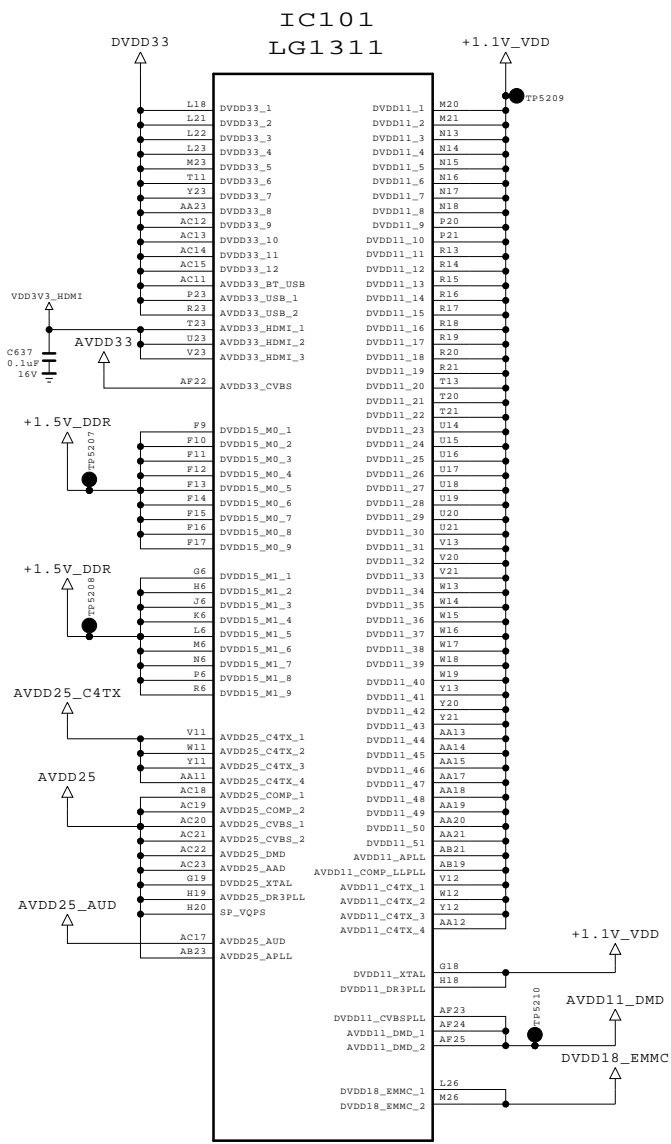 IC101
LG1311
DVDD33
+1.1V_VDD
TP5209
L18 DVDD33_1
L21 DVDD33_2
L22 DVDD33_3
L23 DVDD33_4
M23 DVDD33_5
T11 DVDD33_6
Y23 DVDD33_7
AA23 DVDD33_8
AC12 DVDD33_9
AC13 DVDD33_10
AC14 DVDD33_11
AC15 DVDD33_12
AC11 AVDD33_BT_USB
P23 AVDD33_USB_1
R23 AVDD33_USB_2
VDD3V3_HDMI
T23 AVDD33_HDMI_1
U23 AVDD33_HDMI_2
V23 AVDD33_HDMI_3
C637
0.1uF
16V
AVDD33
AF22 AVDD33_CVBS
+1.5V_DDR
TP5207
F9 DVDD15_M0_1
F10 DVDD15_M0_2
F11 DVDD15_M0_3
F12 DVDD15_M0_4
F13 DVDD15_M0_5
F14 DVDD15_M0_6
F15 DVDD15_M0_7
F16 DVDD15_M0_8
F17 DVDD15_M0_9
+1.5V_DDR
TP5208
G6 DVDD15_M1_1
H6 DVDD15_M1_2
J6 DVDD15_M1_3
K6 DVDD15_M1_4
L6 DVDD15_M1_5
M6 DVDD15_M1_6
N6 DVDD15_M1_7
P6 DVDD15_M1_8
R6 DVDD15_M1_9
AVDD25_C4TX
V11 AVDD25_C4TX_1
W11 AVDD25_C4TX_2
Y11 AVDD25_C4TX_3
AA11 AVDD25_C4TX_4
AVDD25
AC18 AVDD25_COMP_1
AC19 AVDD25_COMP_2
AC20 AVDD25_CVBS_1
AC21 AVDD25_CVBS_2
AC22 AVDD25_DMD
AC23 AVDD25_AAD
G19 DVDD25_XTAL
H19 AVDD25_DR3PLL
H20 SP_VQPS
AVDD25_AUD
AC17 AVDD25_AUD
AB23 AVDD25_APLL
DVDD11_1 M20
DVDD11_2 M21
DVDD11_3 N13
DVDD11_4 N14
DVDD11_5 N15
DVDD11_6 N16
DVDD11_7 N17
DVDD11_8 N18
DVDD11_9 P20
DVDD11_10 P21
DVDD11_11 R13
DVDD11_12 R14
DVDD11_13 R15
DVDD11_14 R16
DVDD11_15 R17
DVDD11_16 R18
DVDD11_17 R19
DVDD11_18 R20
DVDD11_19 R21
DVDD11_20 T13
DVDD11_21 T20
DVDD11_22 T21
DVDD11_23 U14
DVDD11_24 U15
DVDD11_25 U16
DVDD11_26 U17
DVDD11_27 U18
DVDD11_28 U19
DVDD11_29 U20
DVDD11_30 U21
DVDD11_31 V13
DVDD11_32 V20
DVDD11_33 V21
DVDD11_34 W13
DVDD11_35 W14
DVDD11_36 W15
DVDD11_37 W16
DVDD11_38 W17
DVDD11_39 W18
DVDD11_40 W19
DVDD11_41 Y13
DVDD11_42 Y20
DVDD11_43 Y21
DVDD11_44 AA13
DVDD11_45 AA14
DVDD11_46 AA15
DVDD11_47 AA17
DVDD11_48 AA18
DVDD11_49 AA19
DVDD11_50 AA20
DVDD11_51 AA21
AVDD11_APLL AB21
AVDD11_COMP_LLPLL AB19
AVDD11_C4TX_1 V12
AVDD11_C4TX_2 W12
AVDD11_C4TX_3 Y12
AVDD11_C4TX_4 AA12
+1.1V_VDD
DVDD11_XTAL G18
DVDD11_DR3PLL H18
AVDD11_DMD
TP5210
DVDD11_CVBSPLL AF23
AVDD11_DMD_1 AF24
AVDD11_DMD_2 AF25
DVDD18_EMMC
DVDD18_EMMC_1 L26
DVDD18_EMMC_2 M26